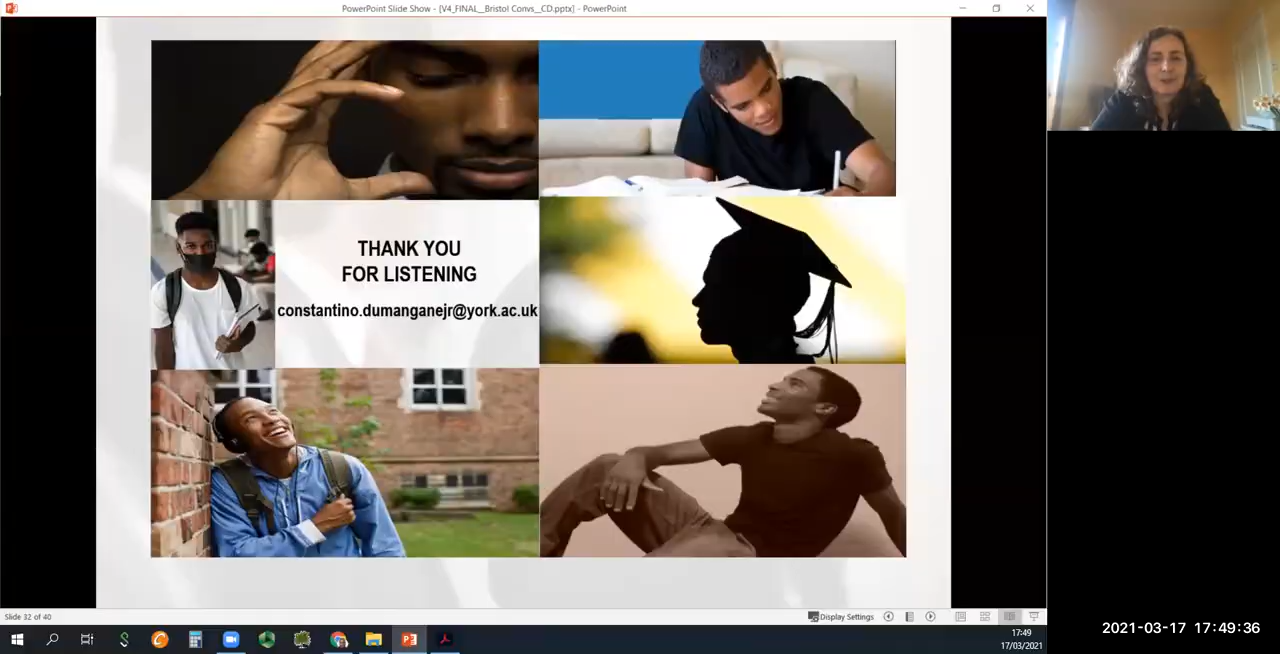 PowerPoint Slide Show - [V4_FINAL_Bristol Convs_CD.pptx] - PowerPoint
THANK YOU
FOR LISTENING
constantino.dumanganejr@york.ac.uk
Slide 32 of 40
Display Settings
17:49
17/03/2021
2021-03-17 17:49:36